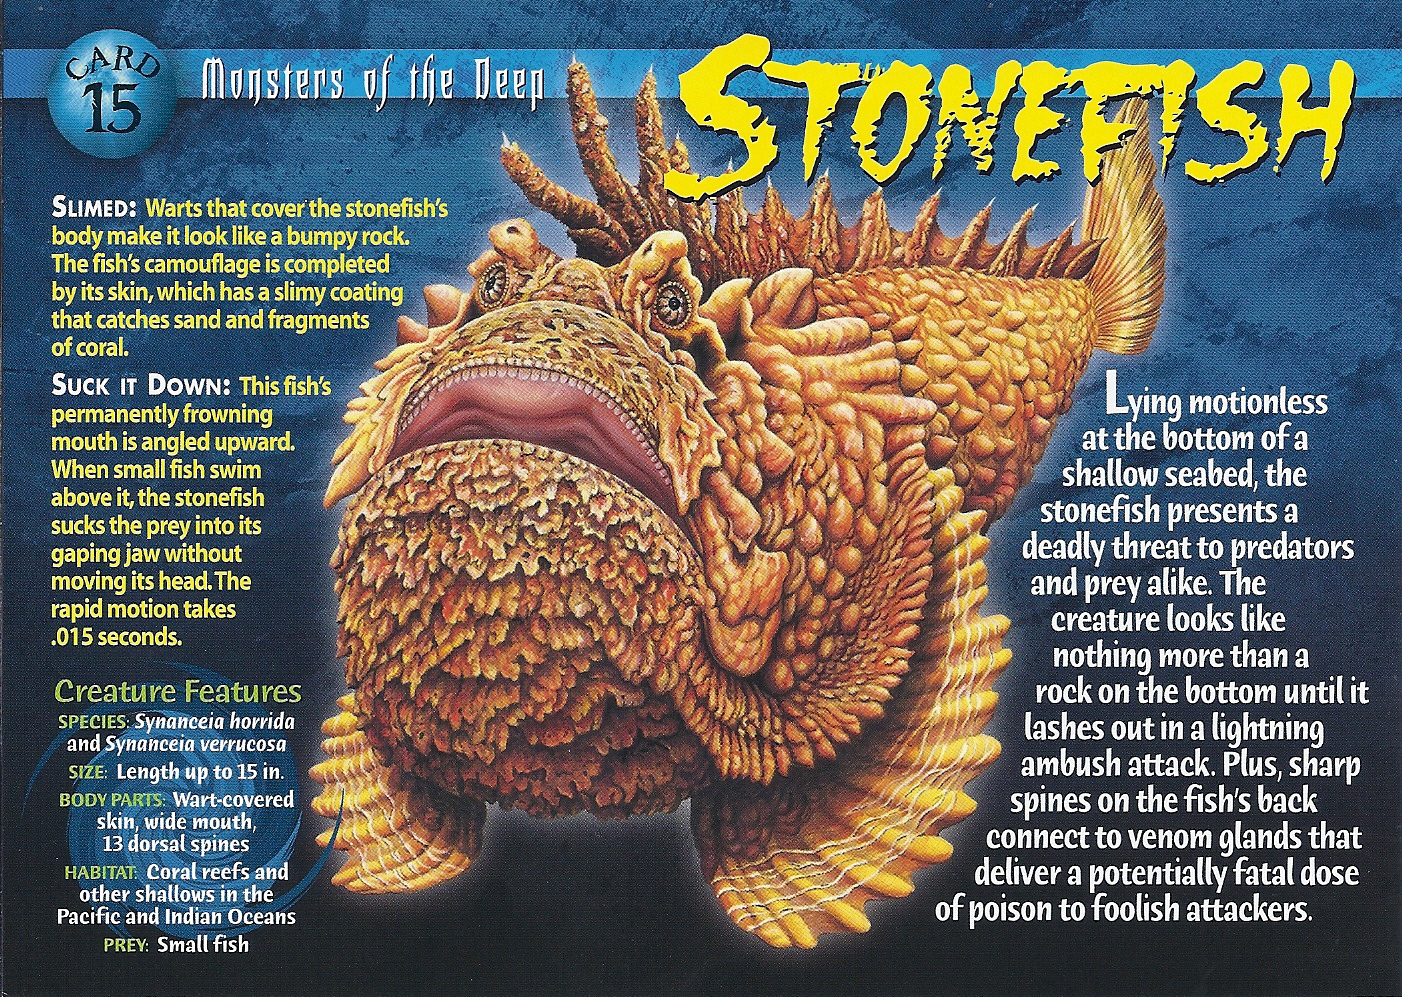 CARD
15
Monsters of the Deep
STONEFISH
SLIMED: Warts that cover the stonefish's
body make it look like a bumpy rock.
The fish's camouflage is completed
by its skin, which has a slimy coating
that catches sand and fragments
of coral.
SUCK IT DOWN: This fish's
permanently frowning
mouth is angled upward.
When small fish swim
above it, the stonefish
sucks the prey into its
gaping jaw without
moving its head. The
rapid motion takes
.015 seconds.
Creature Features
SPECIES: Synanceia horrida
and Synanceia verrucosa
SIZE: Length up to 15 in.
BODY PARTS: Wart-covered
skin, wide mouth,
13 dorsal spines
HABITAT: Coral reefs and
other shallows in the
Pacific and Indian Oceans
PREY: Small fish
Lying motionless
at the bottom of a
shallow seabed, the
stonefish presents a
deadly threat to predators
and prey alike. The
creature looks like
nothing more than a
rock on the bottom until it
lashes out in a lightning
ambush attack. Plus, sharp
spines on the fish's back
connect to venom glands that
deliver a potentially fatal dose
of poison to foolish attackers.